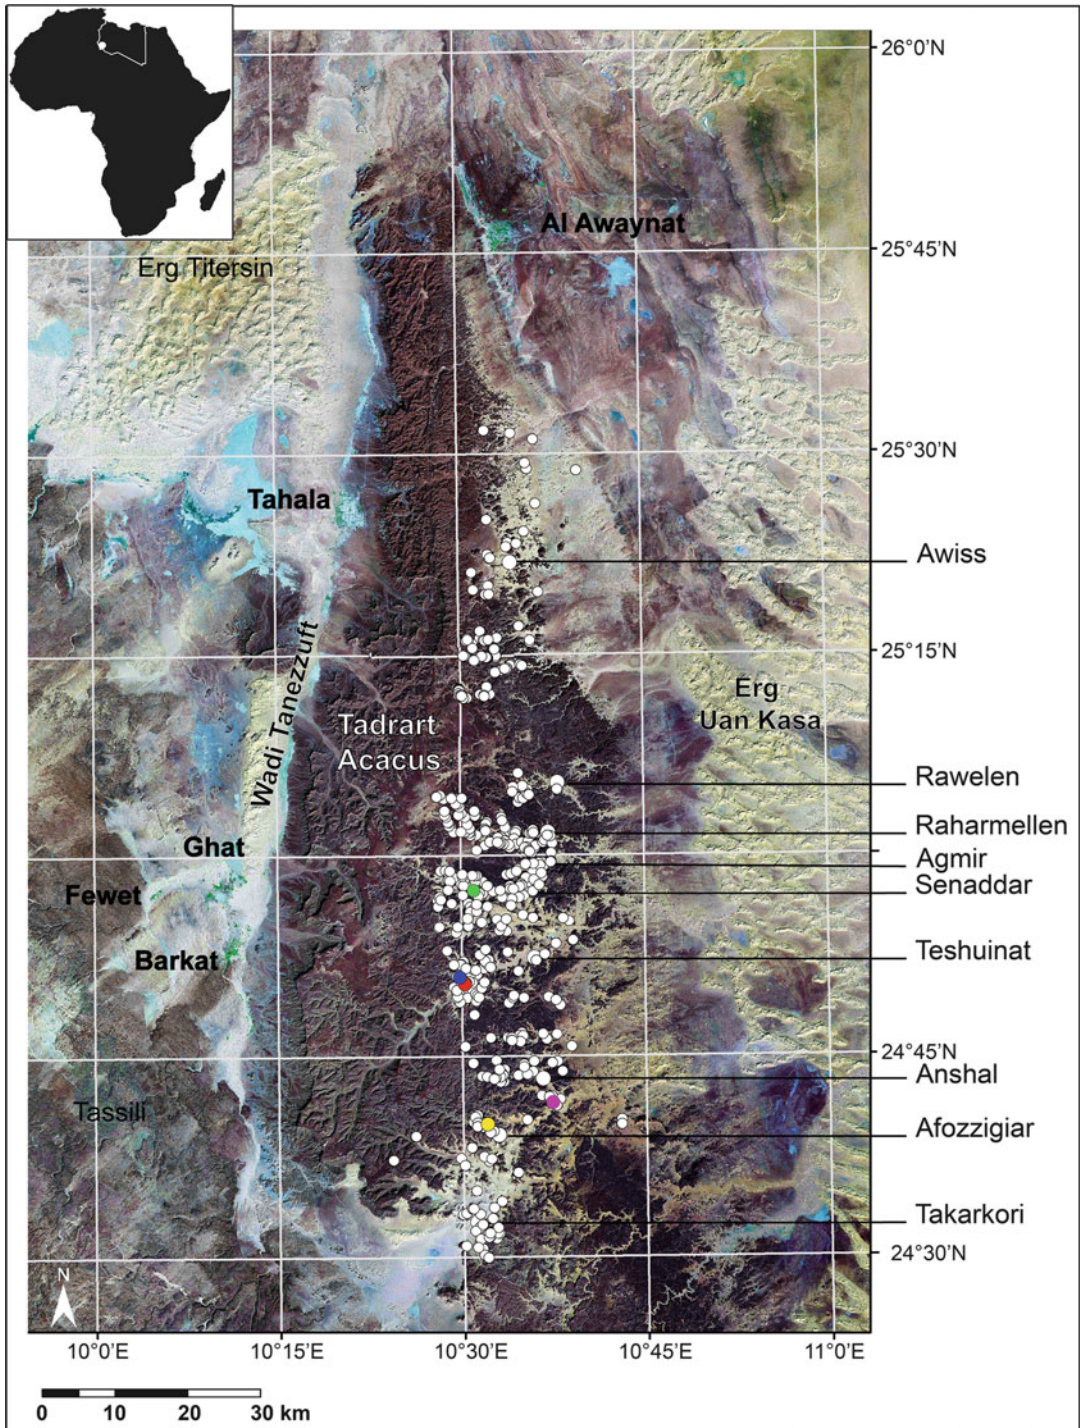 26°0'N
Al Awaynat
25°45'N
Erg Titersin
25°30'N
Tahala
Awiss
Wadi Tanezzuft
25°15'N
Erg
Uan Kasa
Tadrart
Acacus
Rawelen
Raharmellen
Ghat
Agmir
Fewet
Senaddar
Barkat
Teshuinat
24°45'N
Anshal
Tassili
Afozzigiar
Takarkori
24°30'N
N
10°0'E
10°15'E
10°30'E
10°45'E
11°0'E
0 10 20 30 km